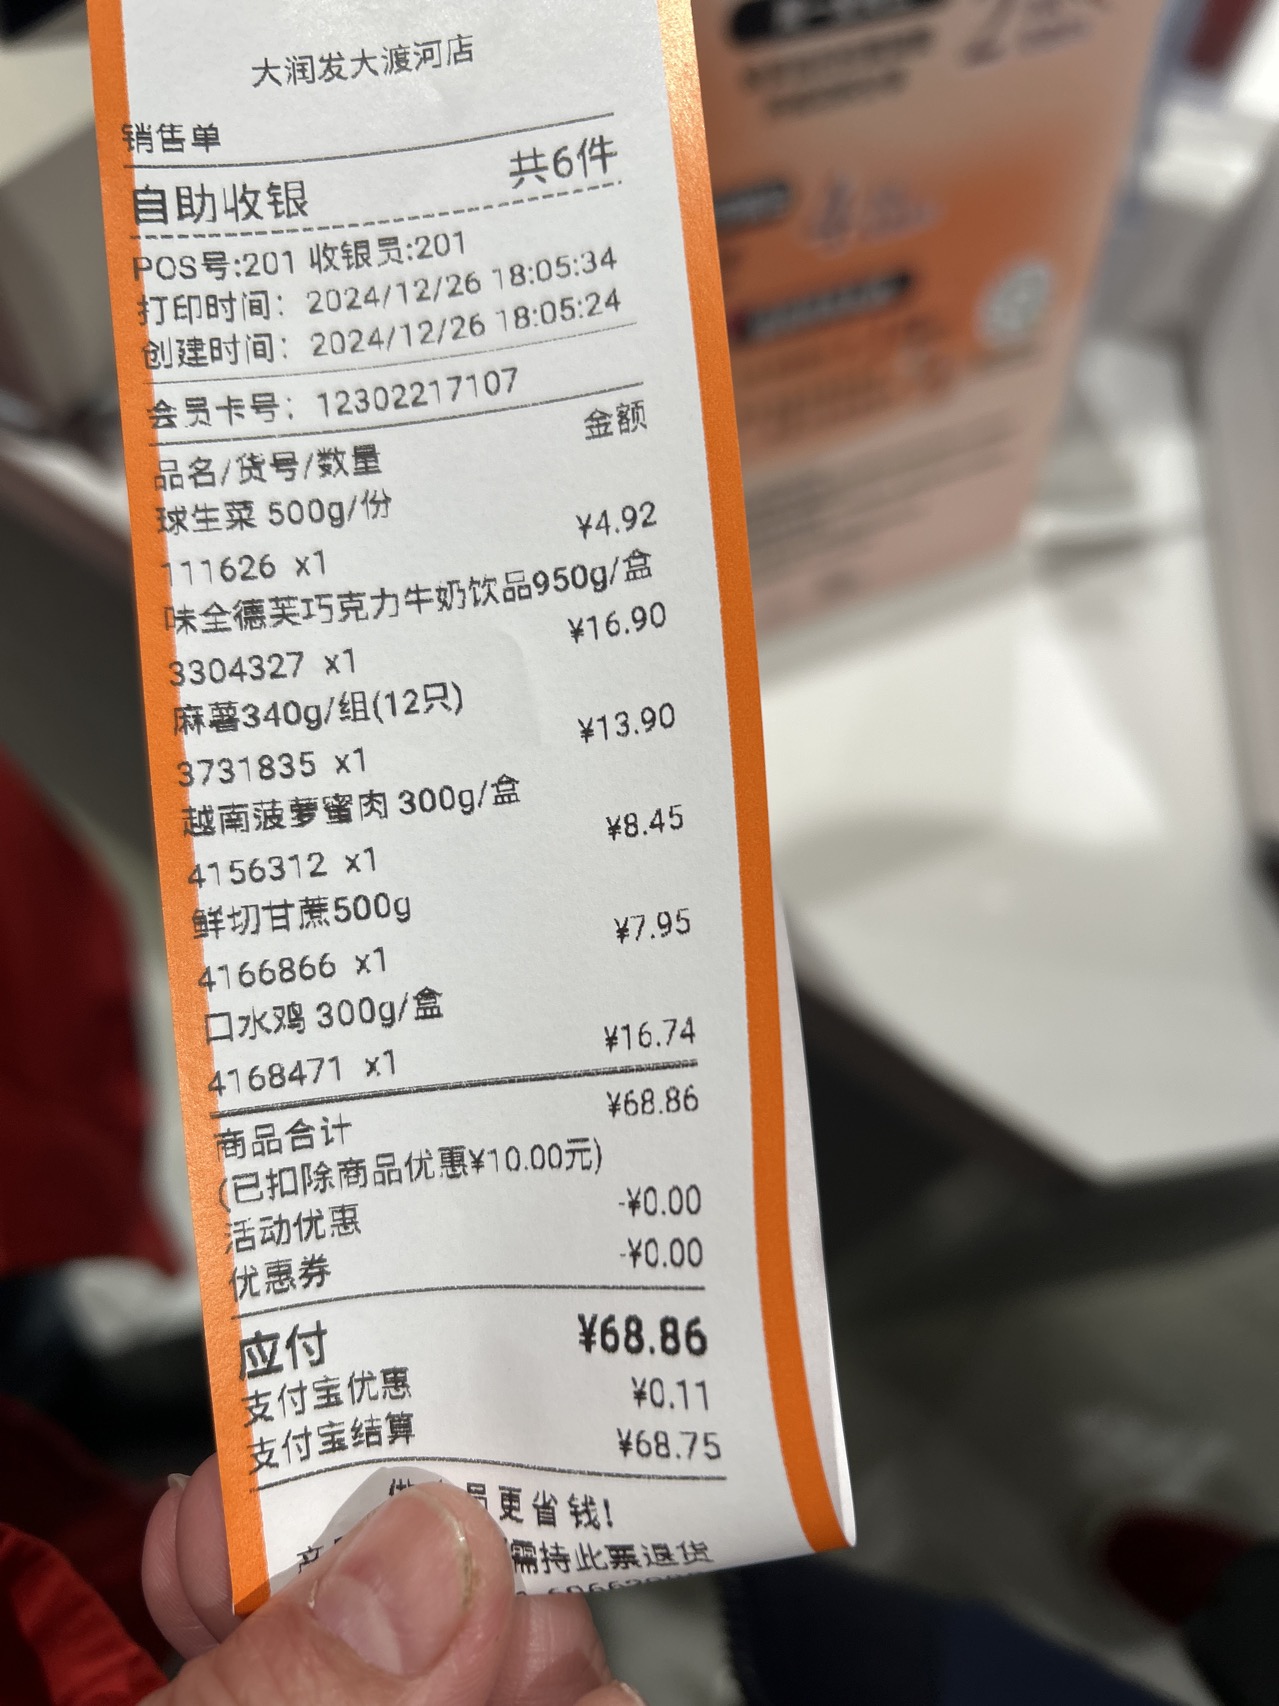 大润发大渡河店
销售单
自助收银 共6件
POS号:201 收银员:201
打印时间: 2024/12/26 18:05:34
创建时间: 2024/12/26 18:05:24
会员卡号: 12302217107
品名/货号/数量 金额
球生菜 500g/份
111626 x1 ¥4.92
味全德芙巧克力牛奶饮品950g/盒
3304327 x1 ¥16.90
麻薯340g/组(12只)
3731835 x1 ¥13.90
越南菠萝蜜肉 300g/盒
4156312 x1 ¥8.45
鲜切甘蔗500g
4166866 x1 ¥7.95
口水鸡 300g/盒
4168471 x1 ¥16.74
商品合计 ¥68.86
(已扣除商品优惠¥10.00元)
活动优惠 -¥0.00
优惠券 -¥0.00
应付 ¥68.86
支付宝优惠 ¥0.11
支付宝结算 ¥68.75
员更省钱!
需持此票退货